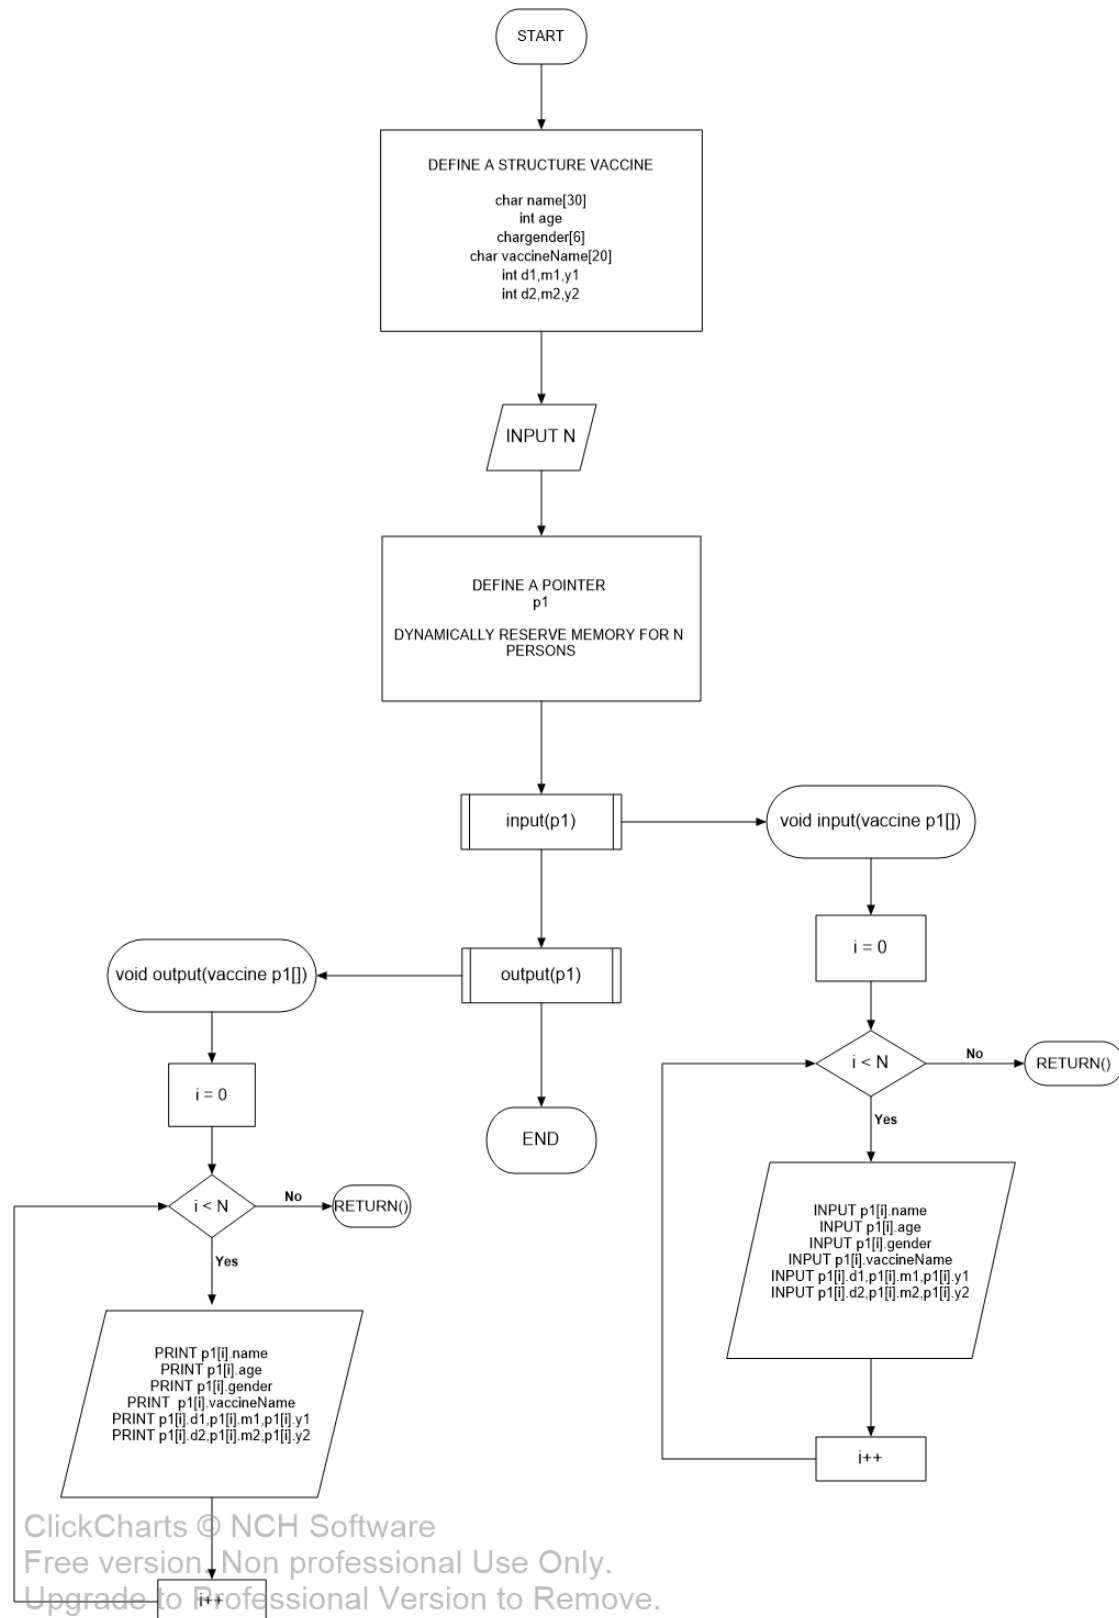 START
DEFINE A STRUCTURE VACCINE
char name[30]
int age
chargender[6]
char vaccineName[20]
int d1,m1,y1
int d2,m2,y2
INPUT N
DEFINE A POINTER
p1
DYNAMICALLY RESERVE MEMORY FOR N
PERSONS
input(p1)
void input(vaccine p1[])
i = 0
i < N
No
RETURN()
Yes
INPUT p1[i].name
INPUT p1[i].age
INPUT p1[i].gender
INPUT p1[i].vaccineName
INPUT p1[i].d1,p1[i].m1,p1[i].y1
INPUT p1[i].d2,p1[i].m2,p1[i].y2
i++
output(p1)
void output(vaccine p1[])
i = 0
i < N
No
RETURN()
Yes
PRINT p1[i].name
PRINT p1[i].age
PRINT p1[i].gender
PRINT p1[i].vaccineName
PRINT p1[i].d1,p1[i].m1,p1[i].y1
PRINT p1[i].d2,p1[i].m2,p1[i].y2
i++
END
ClickCharts © NCH Software
Free version. Non professional Use Only.
Upgrade to Professional Version to Remove.